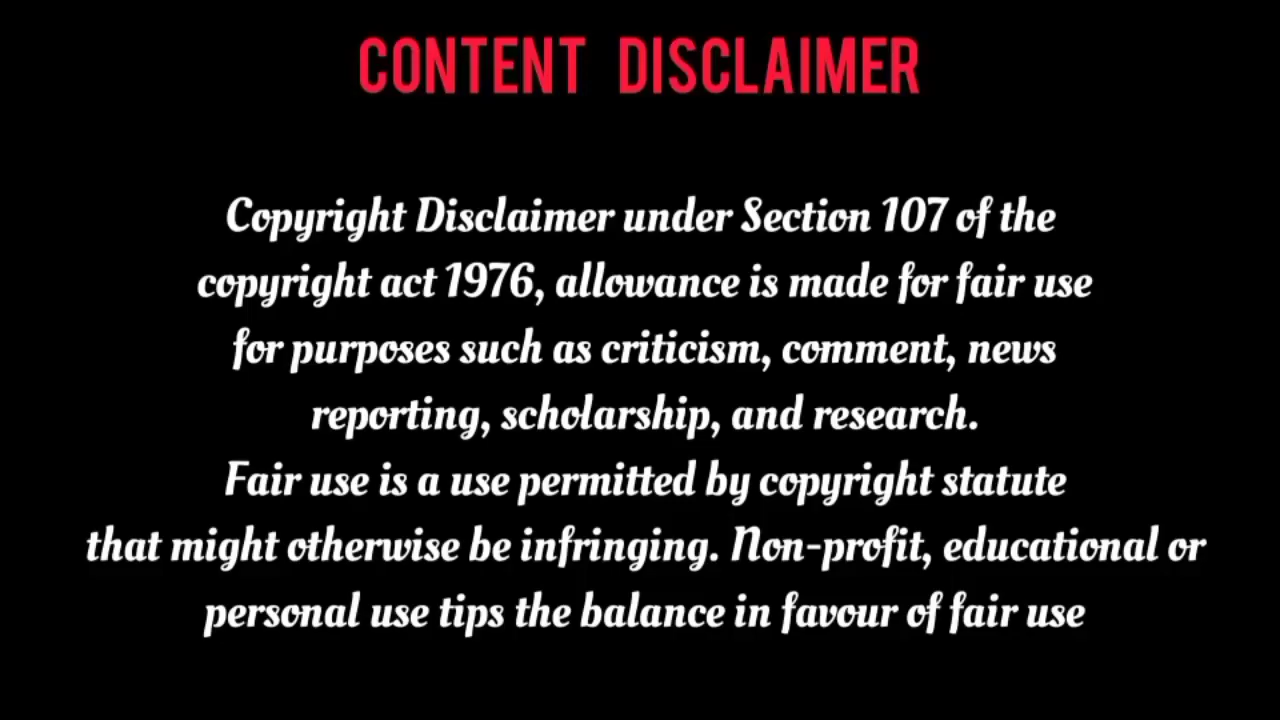 CONTENT DISCLAIMER
Copyright Disclaimer under Section 107 of the
copyright act 1976, allowance is made for fair use
for purposes such as criticism, comment, news
reporting, scholarship, and research.
Fair use is a use permitted by copyright statute
that might otherwise be infringing. Non-profit, educational or
personal use tips the balance in favour of fair use